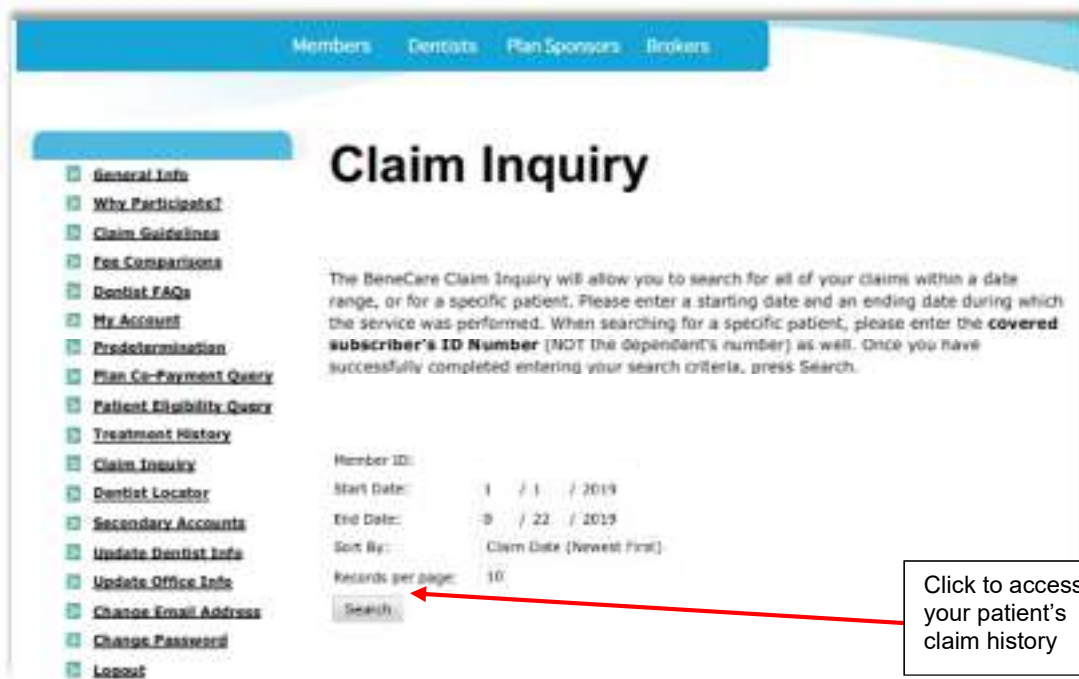 Members Dentists Plan Sponsors Brokers
General Info
Why Participate?
Claim Guidelines
Fee Comparisons
Dentist FAQs
My Account
Predetermination
Plan Co-Payment Query
Patient Eligibility Query
Treatment History
Claim Inquiry
Dentist Locator
Secondary Accounts
Update Dentist Info
Update Office Info
Change Email Address
Change Password
Logout
Claim Inquiry
The BeneCare Claim Inquiry will allow you to search for all of your claims within a date
range, or for a specific patient. Please enter a starting date and an ending date during which
the service was performed. When searching for a specific patient, please enter the covered
subscriber's ID Number (NOT the dependent's number) as well. Once you have
successfully completed entering your search criteria, press Search.
Member ID:
Start Date: 1 / 1 / 2019
End Date: / 22 / 2019
Sort By: Claim Date (Newest First)
Records per page: 10
Search
Click to access
your patient's
claim history